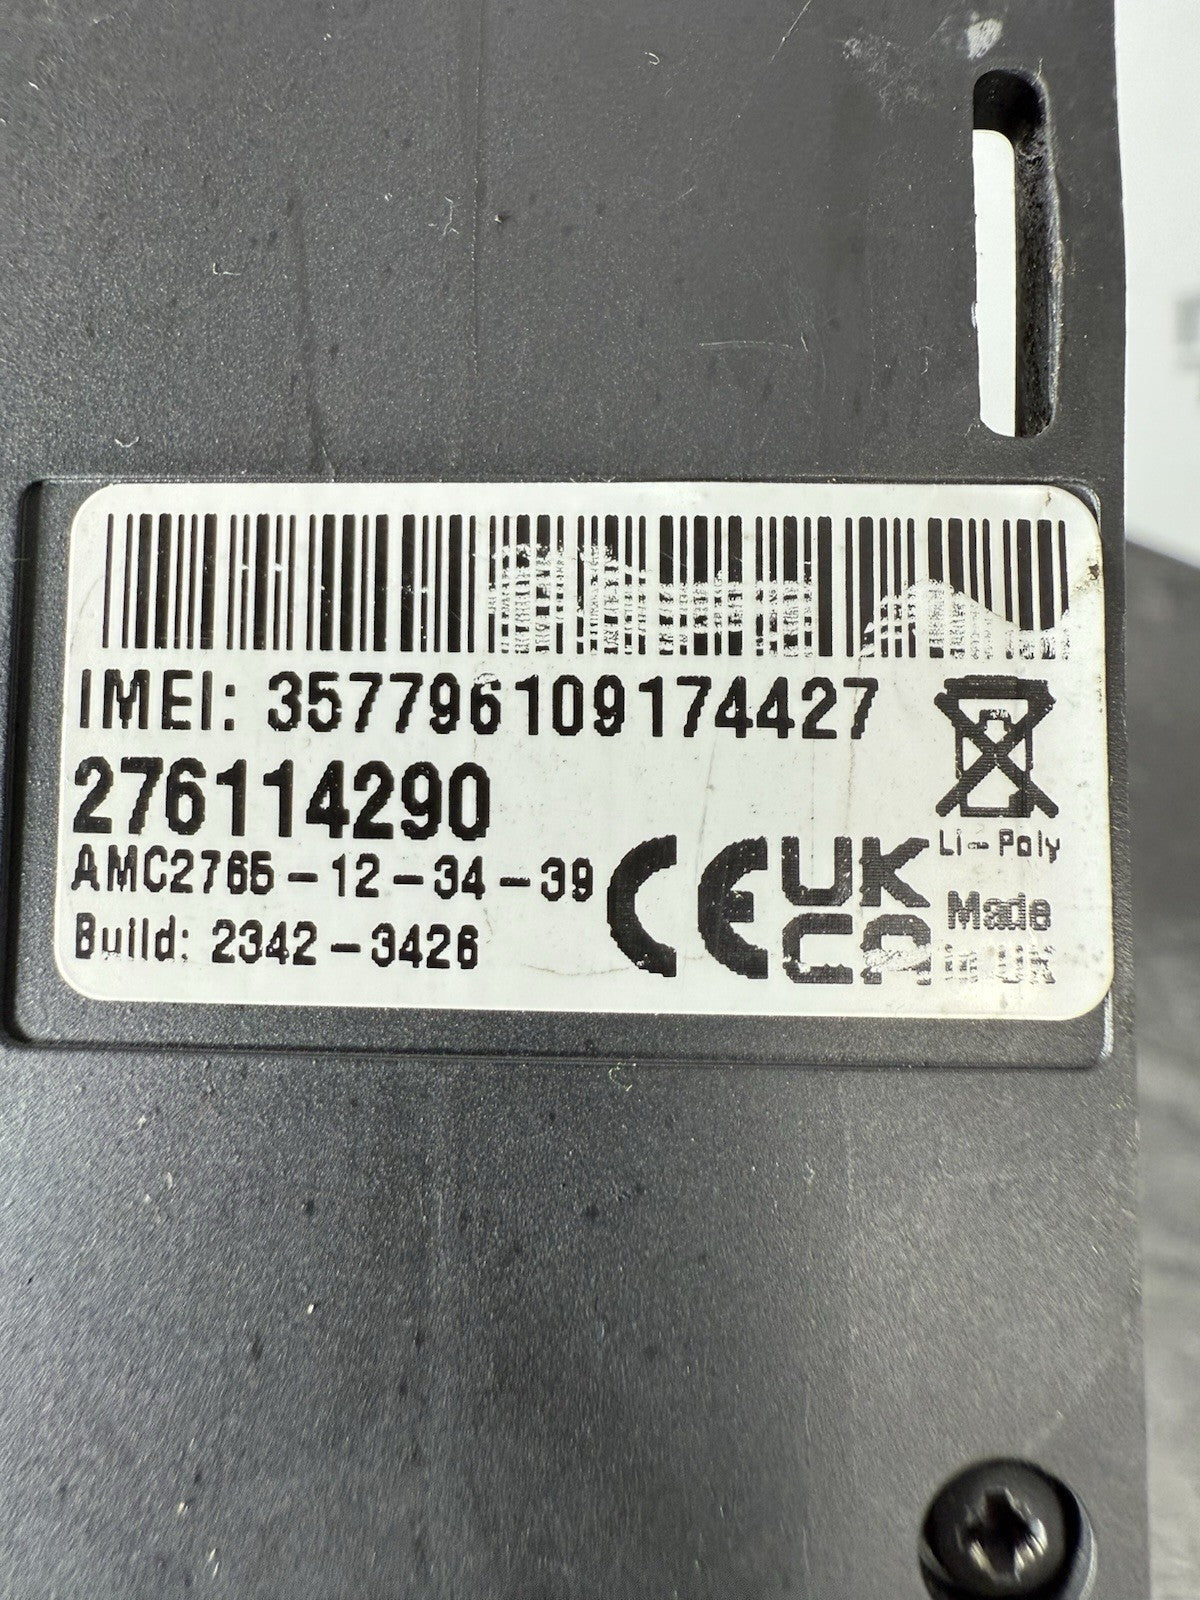 IMEI: 357796109174427
276114290
Li-Poly
AMC2765-12-34-39
CE UK CA
Made
Build: 2342-3426